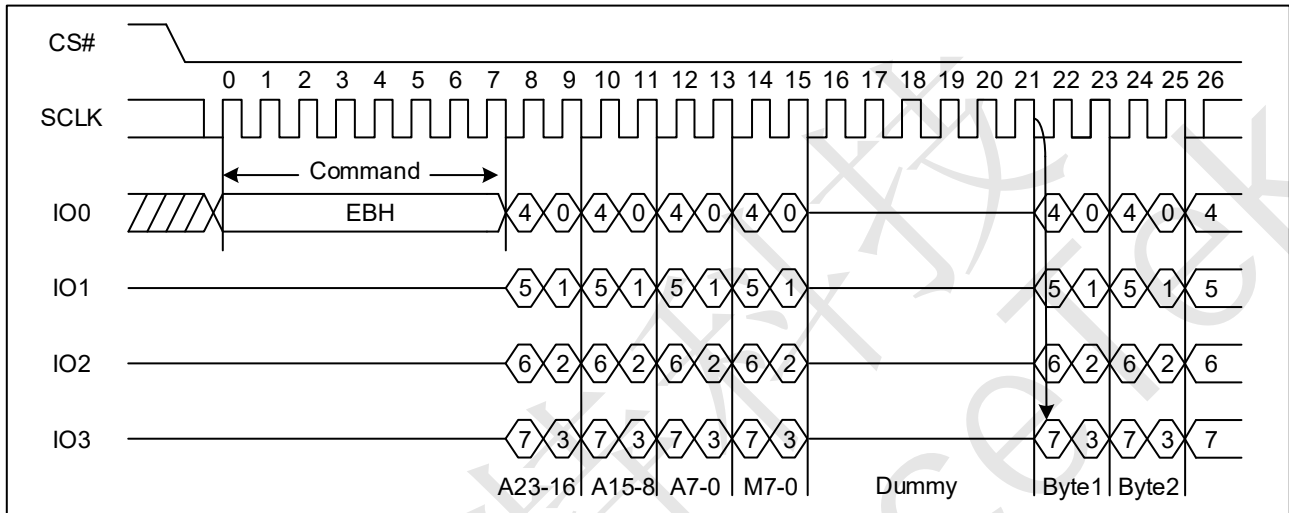 CS#
0 1 2 3 4 5 6 7 8 9 10 11 12 13 14 15 16 17 18 19 20 21 22 23 24 25 26
SCLK
Command
IO0 EBH 4 0 4 0 4 0 4 0 4 0 4 0 4
IO1 5 1 5 1 5 1 5 1 5 1 5 1 5
IO2 6 2 6 2 6 2 6 2 6 2 6 2 6
IO3 7 3 7 3 7 3 7 3 7 3 7 3 7
A23-16 A15-8 A7-0 M7-0 Dummy Byte1 Byte2